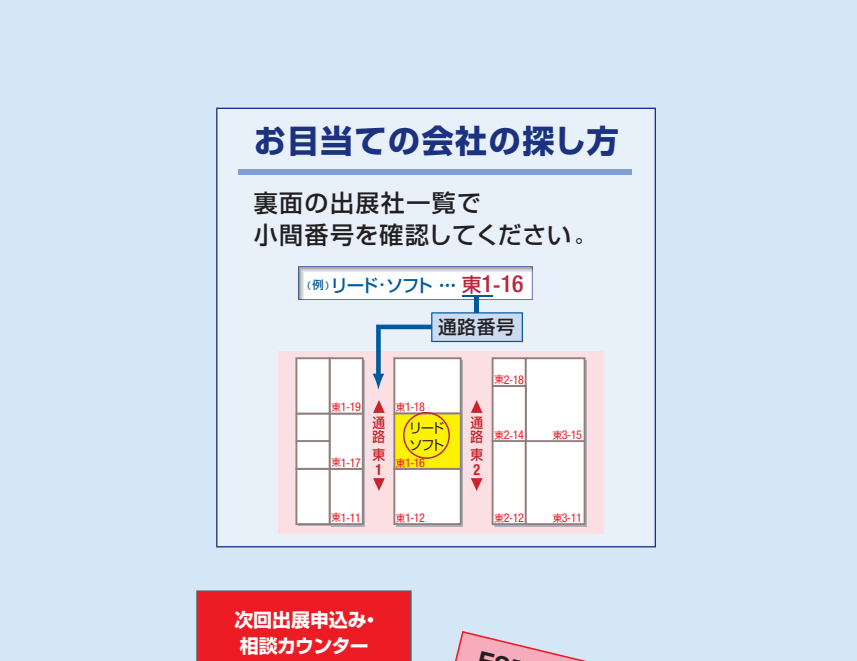 お目当ての会社の探し方
裏面の出展社一覧で
小間番号を確認してください。
(例)リード・ソフト … 東1-16
通路番号
東1-19
東1-17
東1-11
▲通路東1▼
東1-18
リード
ソフト
東1-16
東1-12
▲通路東2▼
東2-18
東2-14
東2-12
東3-15
東3-11
次回出展申込み・
相談カウンター